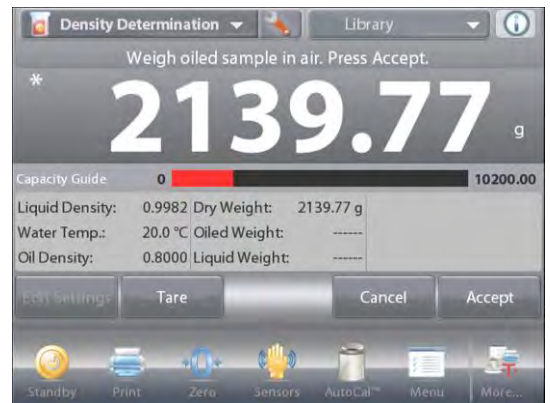 Density Determination
Library
Weigh oiled sample in air. Press Accept.
* 2139.77 g
Capacity Guide 0 10200.00
Liquid Density: 0.9982 Dry Weight: 2139.77 g
Water Temp.: 20.0 °C Oiled Weight: ------
Oil Density: 0.8000 Liquid Weight: ------
Edit Settings Tare Cancel Accept
Standby Print Zero Sensors AutoCal™ Menu More...